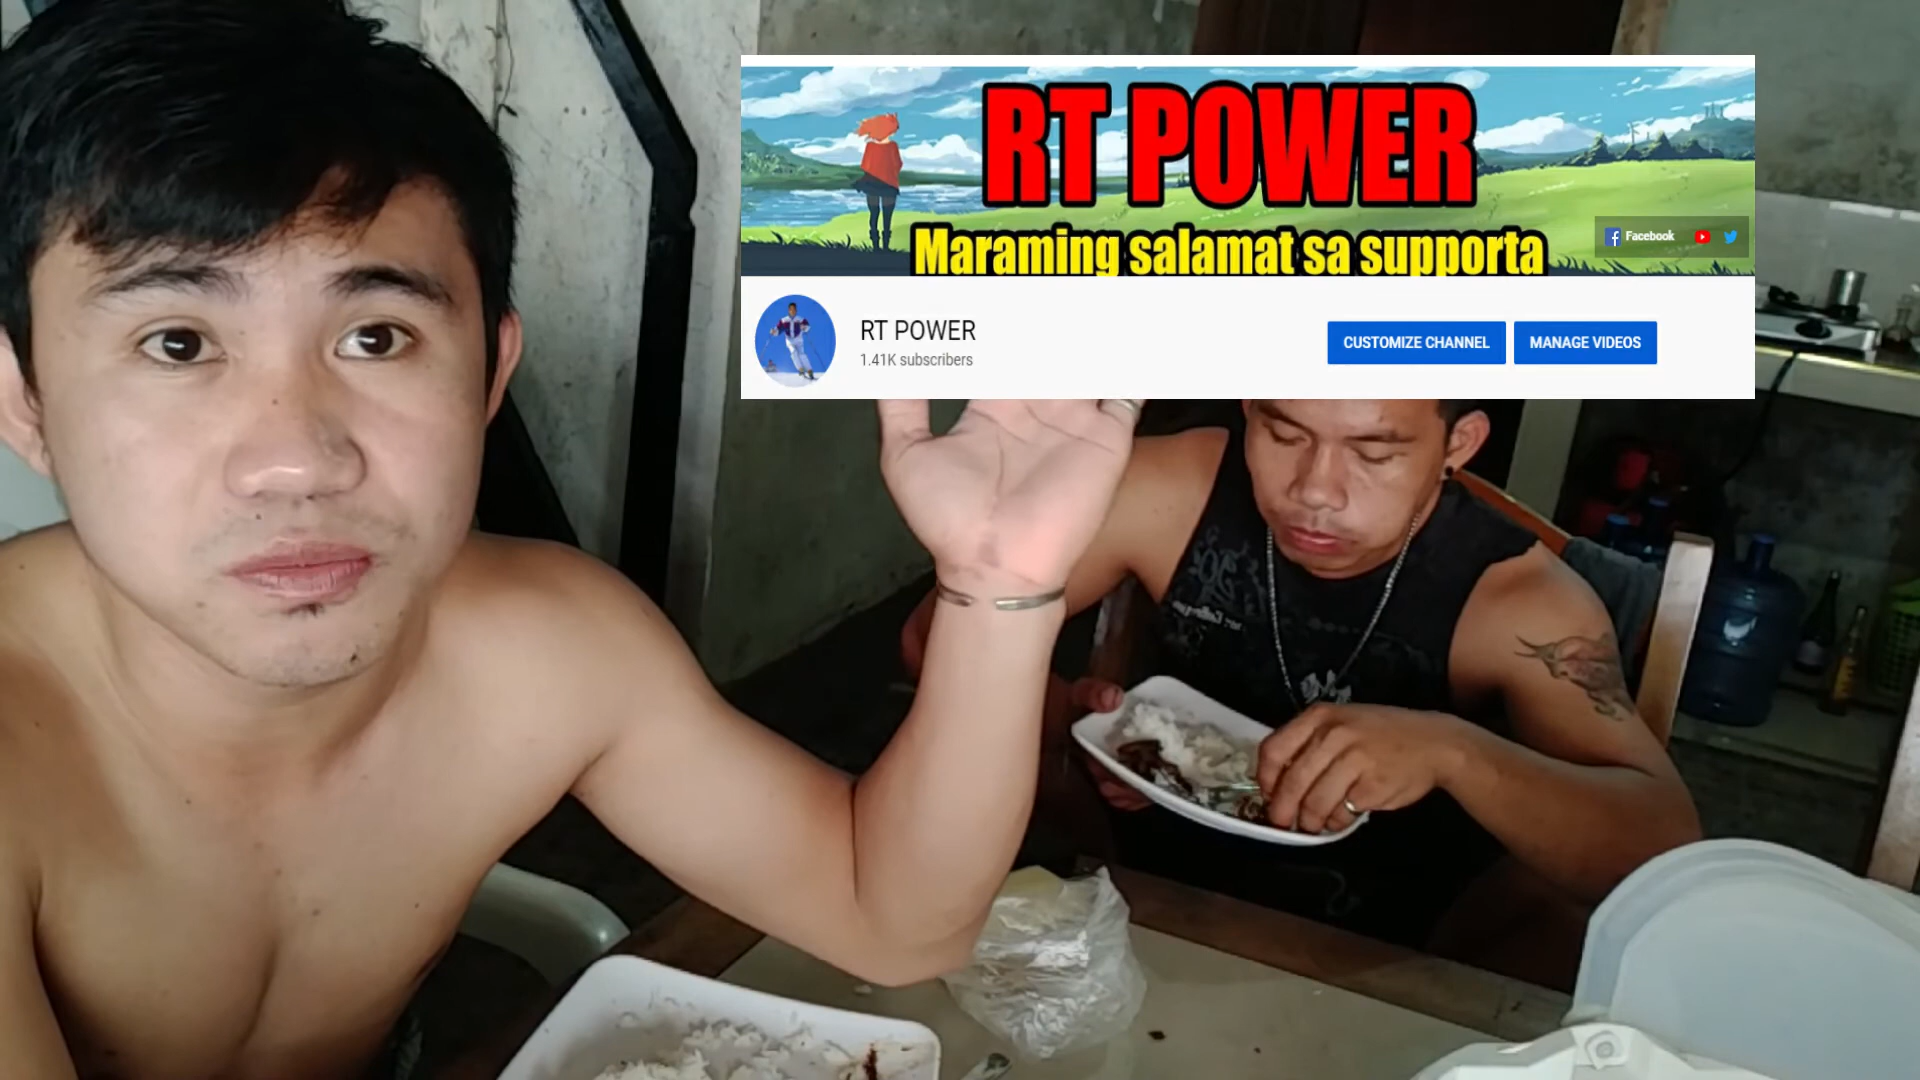 RT POWER
Maraming salamat sa supporta
Facebook
RT POWER
1.41K subscribers
CUSTOMIZE CHANNEL
MANAGE VIDEOS